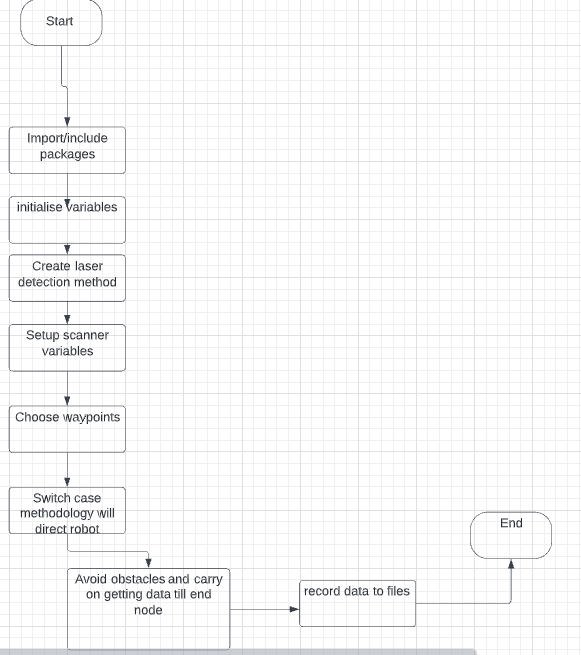 Start
Import/include
packages
initialise variables
Create laser
detection method
Setup scanner
variables
Choose waypoints
Switch case
methodology will
direct robot
Avoid obstacles and carry
on getting data till end
node
record data to files
End